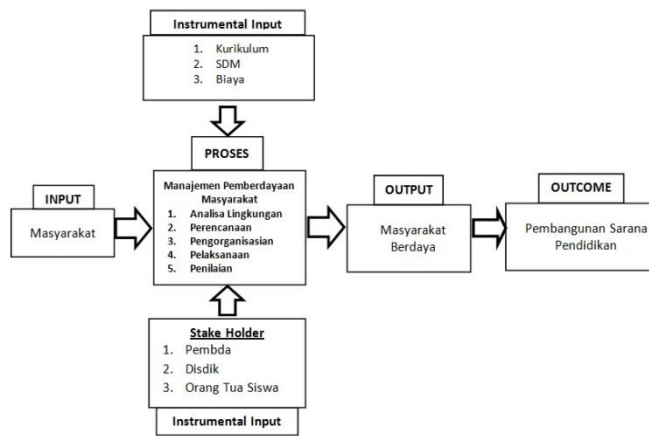 Instrumental Input
1. Kurikulum
2. SDM
3. Biaya
PROSES
Manajemen Pemberdayaan
Masyarakat
1. Analisa Lingkungan
2. Perencanaan
3. Pengorganisasian
4. Pelaksanaan
5. Penilaian
INPUT
Masyarakat
OUTPUT
Masyarakat
Berdaya
OUTCOME
Pembangunan Sarana
Pendidikan
Stake Holder
1. Pembda
2. Disdik
3. Orang Tua Siswa
Instrumental Input